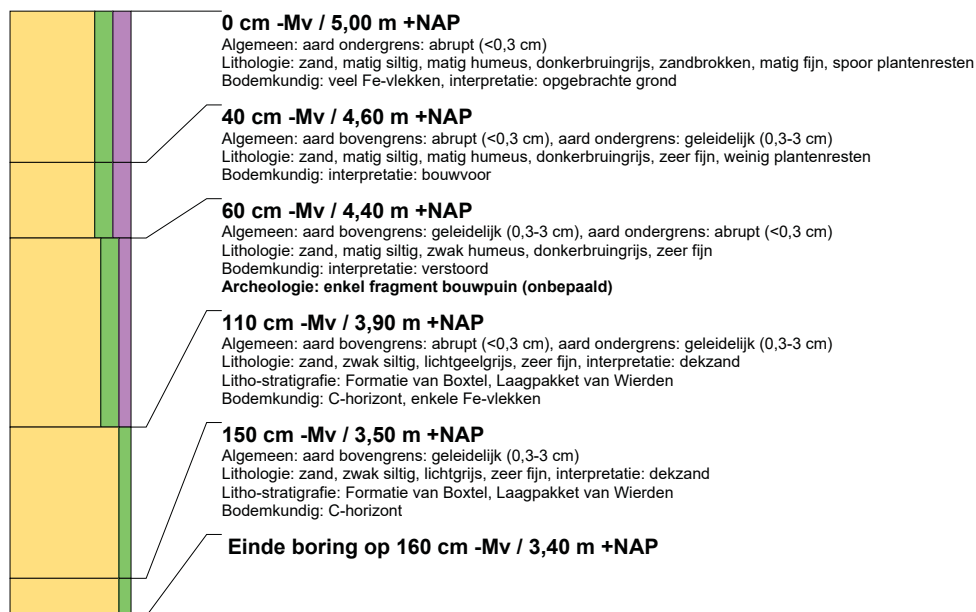 0 cm -Mv / 5,00 m +NAP
Algemeen: aard ondergrens: abrupt (<0,3 cm)
Lithologie: zand, matig siltig, matig humeus, donkerbruingrijs, zandbrokken, matig fijn, spoor plantenresten
Bodemkundig: veel Fe-vlekken, interpretatie: opgebrachte grond
40 cm -Mv / 4,60 m +NAP
Algemeen: aard bovengrens: abrupt (<0,3 cm), aard ondergrens: geleidelijk (0,3-3 cm)
Lithologie: zand, matig siltig, matig humeus, donkerbruingrijs, zeer fijn, weinig plantenresten
Bodemkundig: interpretatie: bouwvoor
60 cm -Mv / 4,40 m +NAP
Algemeen: aard bovengrens: geleidelijk (0,3-3 cm), aard ondergrens: abrupt (<0,3 cm)
Lithologie: zand, matig siltig, zwak humeus, donkerbruingrijs, zeer fijn
Bodemkundig: interpretatie: verstoord
Archeologie: enkel fragment bouwpuin (onbepaald)
110 cm -Mv / 3,90 m +NAP
Algemeen: aard bovengrens: abrupt (<0,3 cm), aard ondergrens: geleidelijk (0,3-3 cm)
Lithologie: zand, zwak siltig, lichtgeelgrijs, zeer fijn, interpretatie: dekzand
Litho-stratigrafie: Formatie van Boxtel, Laagpakket van Wierden
Bodemkundig: C-horizont, enkele Fe-vlekken
150 cm -Mv / 3,50 m +NAP
Algemeen: aard bovengrens: geleidelijk (0,3-3 cm)
Lithologie: zand, zwak siltig, lichtgrijs, zeer fijn, interpretatie: dekzand
Litho-stratigrafie: Formatie van Boxtel, Laagpakket van Wierden
Bodemkundig: C-horizont
Einde boring op 160 cm -Mv / 3,40 m +NAP